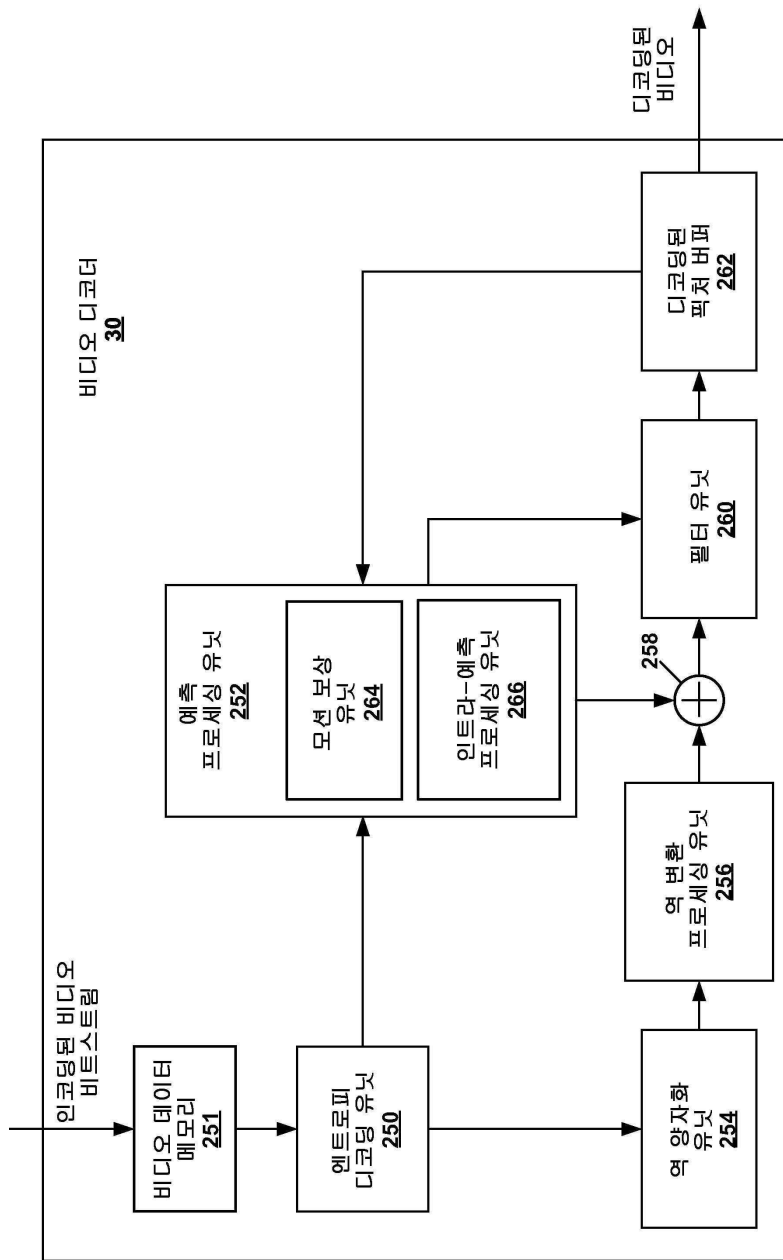 인코딩된 비디오
비트스트림
비디오 디코더
30
비디오 데이터
메모리
251
엔트로피
디코딩 유닛
250
예측
프로세싱 유닛
252
모션 보상
유닛
264
인트라-예측
프로세싱 유닛
266
역 양자화
유닛
254
역 변환
프로세싱 유닛
256
258
필터 유닛
260
디코딩된
픽처 버퍼
262
디코딩된
비디오